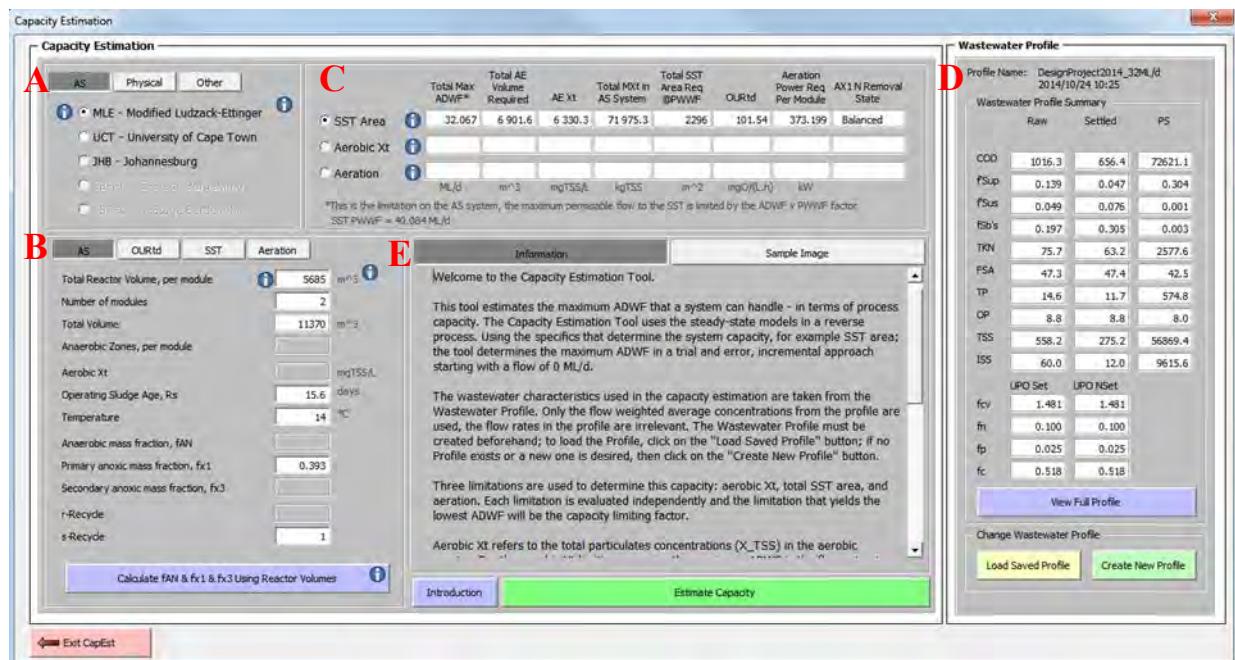 Capacity Estimation
Capacity Estimation
A
AS Physical Other
MLE - Modified Ludzack-Ettinger
UCT - University of Cape Town
JHB - Johannesburg
C
Total Max ADWF*
Total AE Volume Required
AE Xt
Total MXt in AS System
Total SST Area Req @PWWF
OURtd
Aeration Power Req Per Module
AX1 N Removal State
SST Area 32.067 6 901.6 6 330.3 71 975.3 2296 101.54 373.199 Balanced
Aerobic Xt
Aeration
ML/d m^3 mgTSS/L kgTSS m^2 mgO/(L.h) kW
*This is the limitation on the AS system, the maximum permissable flow to the SST is limited by the ADWF x PWWF factor.
SST PWWF = 40.084 ML/d
B
AS OURtd SST Aeration
Total Reactor Volume, per module 5685 m^3
Number of modules 2
Total Volume: 11370 m^3
Anaerobic Zones, per module
Aerobic Xt mgTSS/L
Operating Sludge Age, Rs 15.6 days
Temperature 14 °C
Anaerobic mass fraction, fAN
Primary anoxic mass fraction, fx1 0.393
Secondary anoxic mass fraction, fx3
r-Recycle
s-Recycle 1
Calculate fAN & fx1 & fx3 Using Reactor Volumes
E
Information Sample Image
Welcome to the Capacity Estimation Tool.
This tool estimates the maximum ADWF that a system can handle - in terms of process
capacity. The Capacity Estimation Tool uses the steady-state models in a reverse
process. Using the specifics that determine the system capacity, for example SST area;
the tool determines the maximum ADWF in a trial and error, incremental approach
starting with a flow of 0 ML/d.
The wastewater characteristics used in the capacity estimation are taken from the
Wastewater Profile. Only the flow weighted average concentrations from the profile are
used, the flow rates in the profile are irrelevant. The Wastewater Profile must be
created beforehand; to load the Profile, click on the "Load Saved Profile" button; if no
Profile exists or a new one is desired, then click on the "Create New Profile" button.
Three limitations are used to determine this capacity: aerobic Xt, total SST area, and
aeration. Each limitation is evaluated independently and the limitation that yields the
lowest ADWF will be the capacity limiting factor.
Aerobic Xt refers to the total particulates concentrations (X_TSS) in the aerobic
Introduction Estimate Capacity
Wastewater Profile
D
Profile Name: DesignProject2014_32ML/d
2014/10/24 10:25
Wastewater Profile Summary
Raw Settled PS
COD 1016.3 656.4 72621.1
f'Sup 0.139 0.047 0.304
f'Sus 0.049 0.076 0.001
fSb's 0.197 0.305 0.003
TKN 75.7 63.2 2577.6
FSA 47.3 47.4 42.5
TP 14.6 11.7 574.8
OP 8.8 8.8 8.0
TSS 558.2 275.2 56869.4
ISS 60.0 12.0 9615.6
UPO Set UPO NSet
fcv 1.481 1.481
fn 0.100 0.100
fp 0.025 0.025
fc 0.518 0.518
View Full Profile
Change Wastewater Profile
Load Saved Profile Create New Profile
Exit CapEst